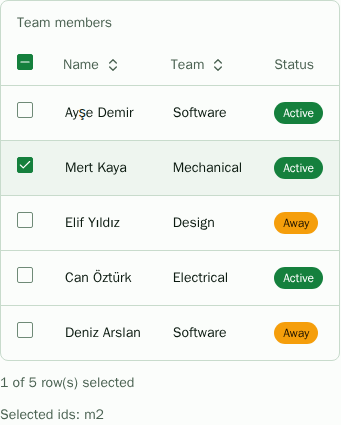 Team members
Name Team Status
Ayşe Demir Software Active
Mert Kaya Mechanical Active
Elif Yıldız Design Away
Can Öztürk Electrical Active
Deniz Arslan Software Away
1 of 5 row(s) selected
Selected ids: m2